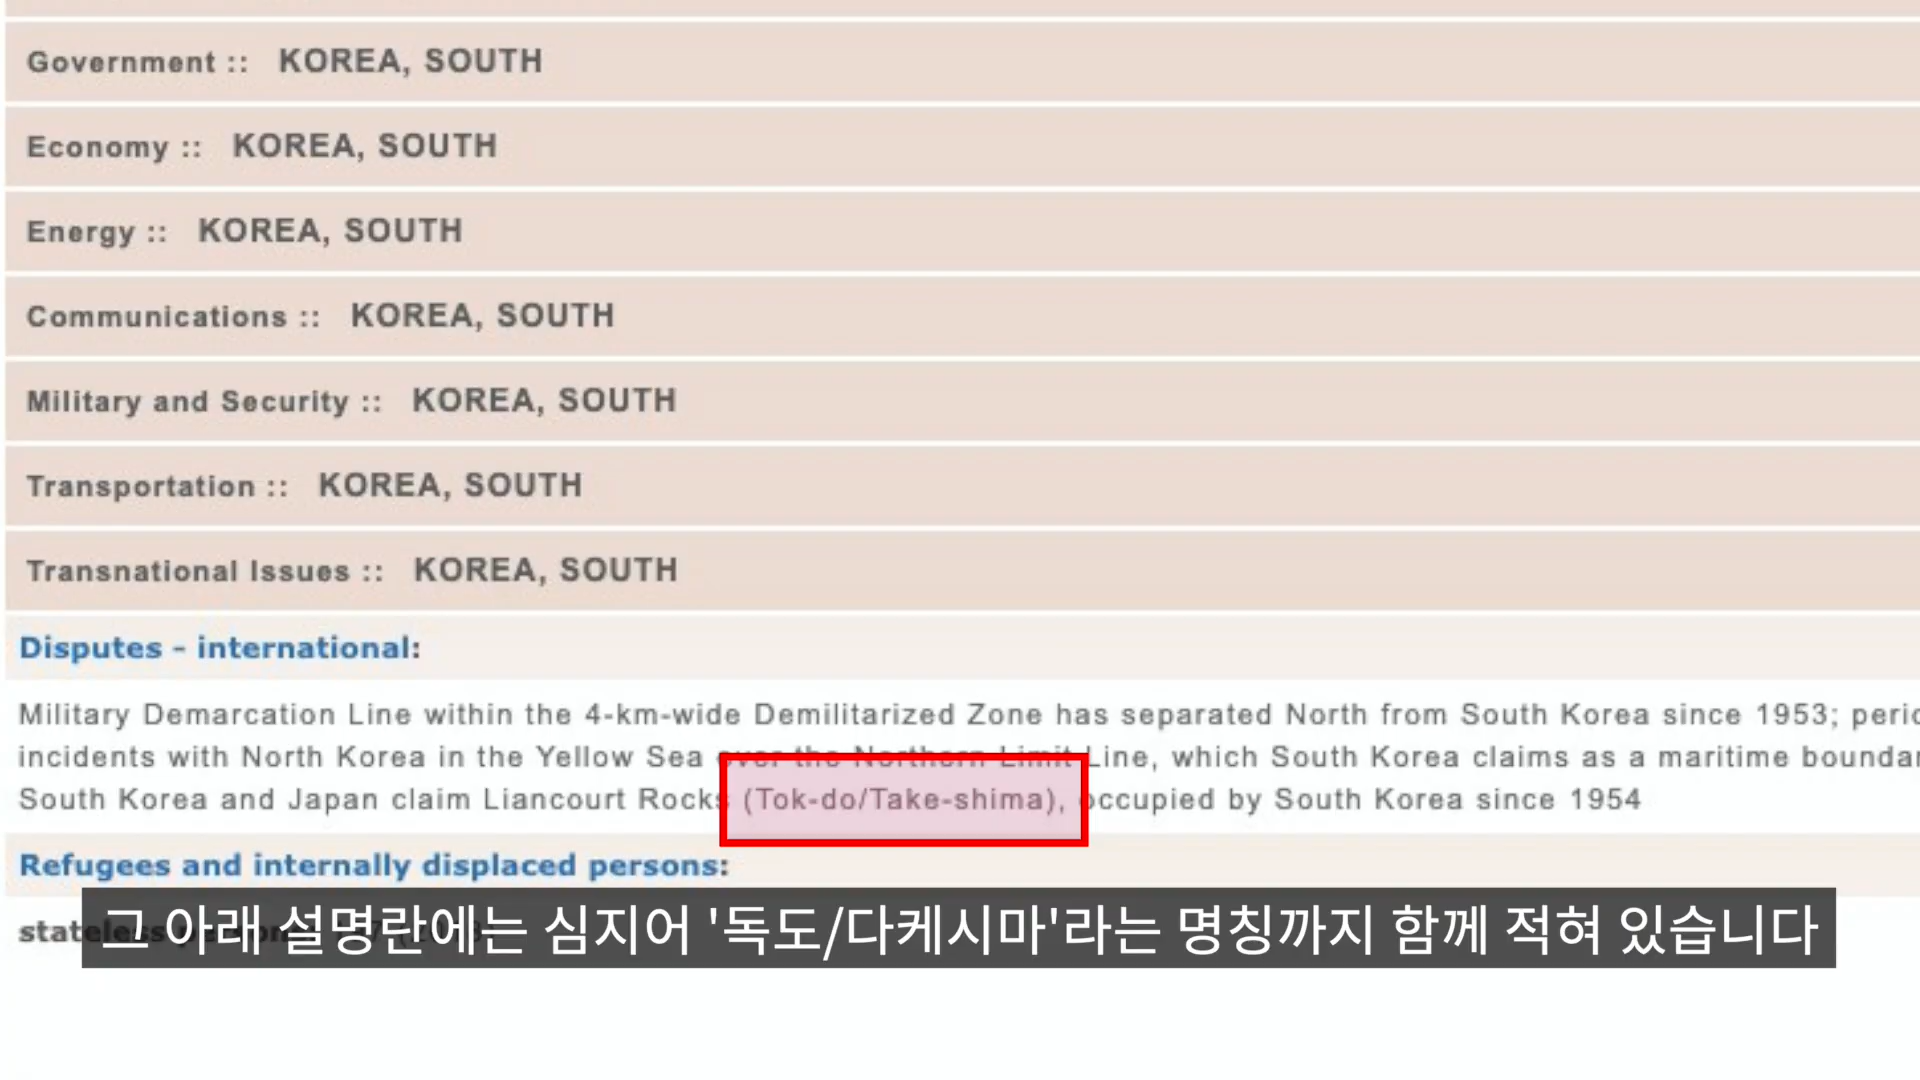 Government :: KOREA, SOUTH
Economy :: KOREA, SOUTH
Energy :: KOREA, SOUTH
Communications :: KOREA, SOUTH
Military and Security :: KOREA, SOUTH
Transportation :: KOREA, SOUTH
Transnational Issues :: KOREA, SOUTH
Disputes - international:
Military Demarcation Line within the 4-km-wide Demilitarized Zone has separated North from South Korea since 1953;
incidents with North Korea in the Yellow Sea over the Northern Limit Line, which South Korea claims as a maritime
South Korea and Japan claim Liancourt Rocks (Tok-do/Take-shima), occupied by South Korea since 1954
Refugees and internally displaced persons:
그 아래 설명란에는 심지어 '독도/다케시마'라는 명칭까지 함께 적혀 있습니다